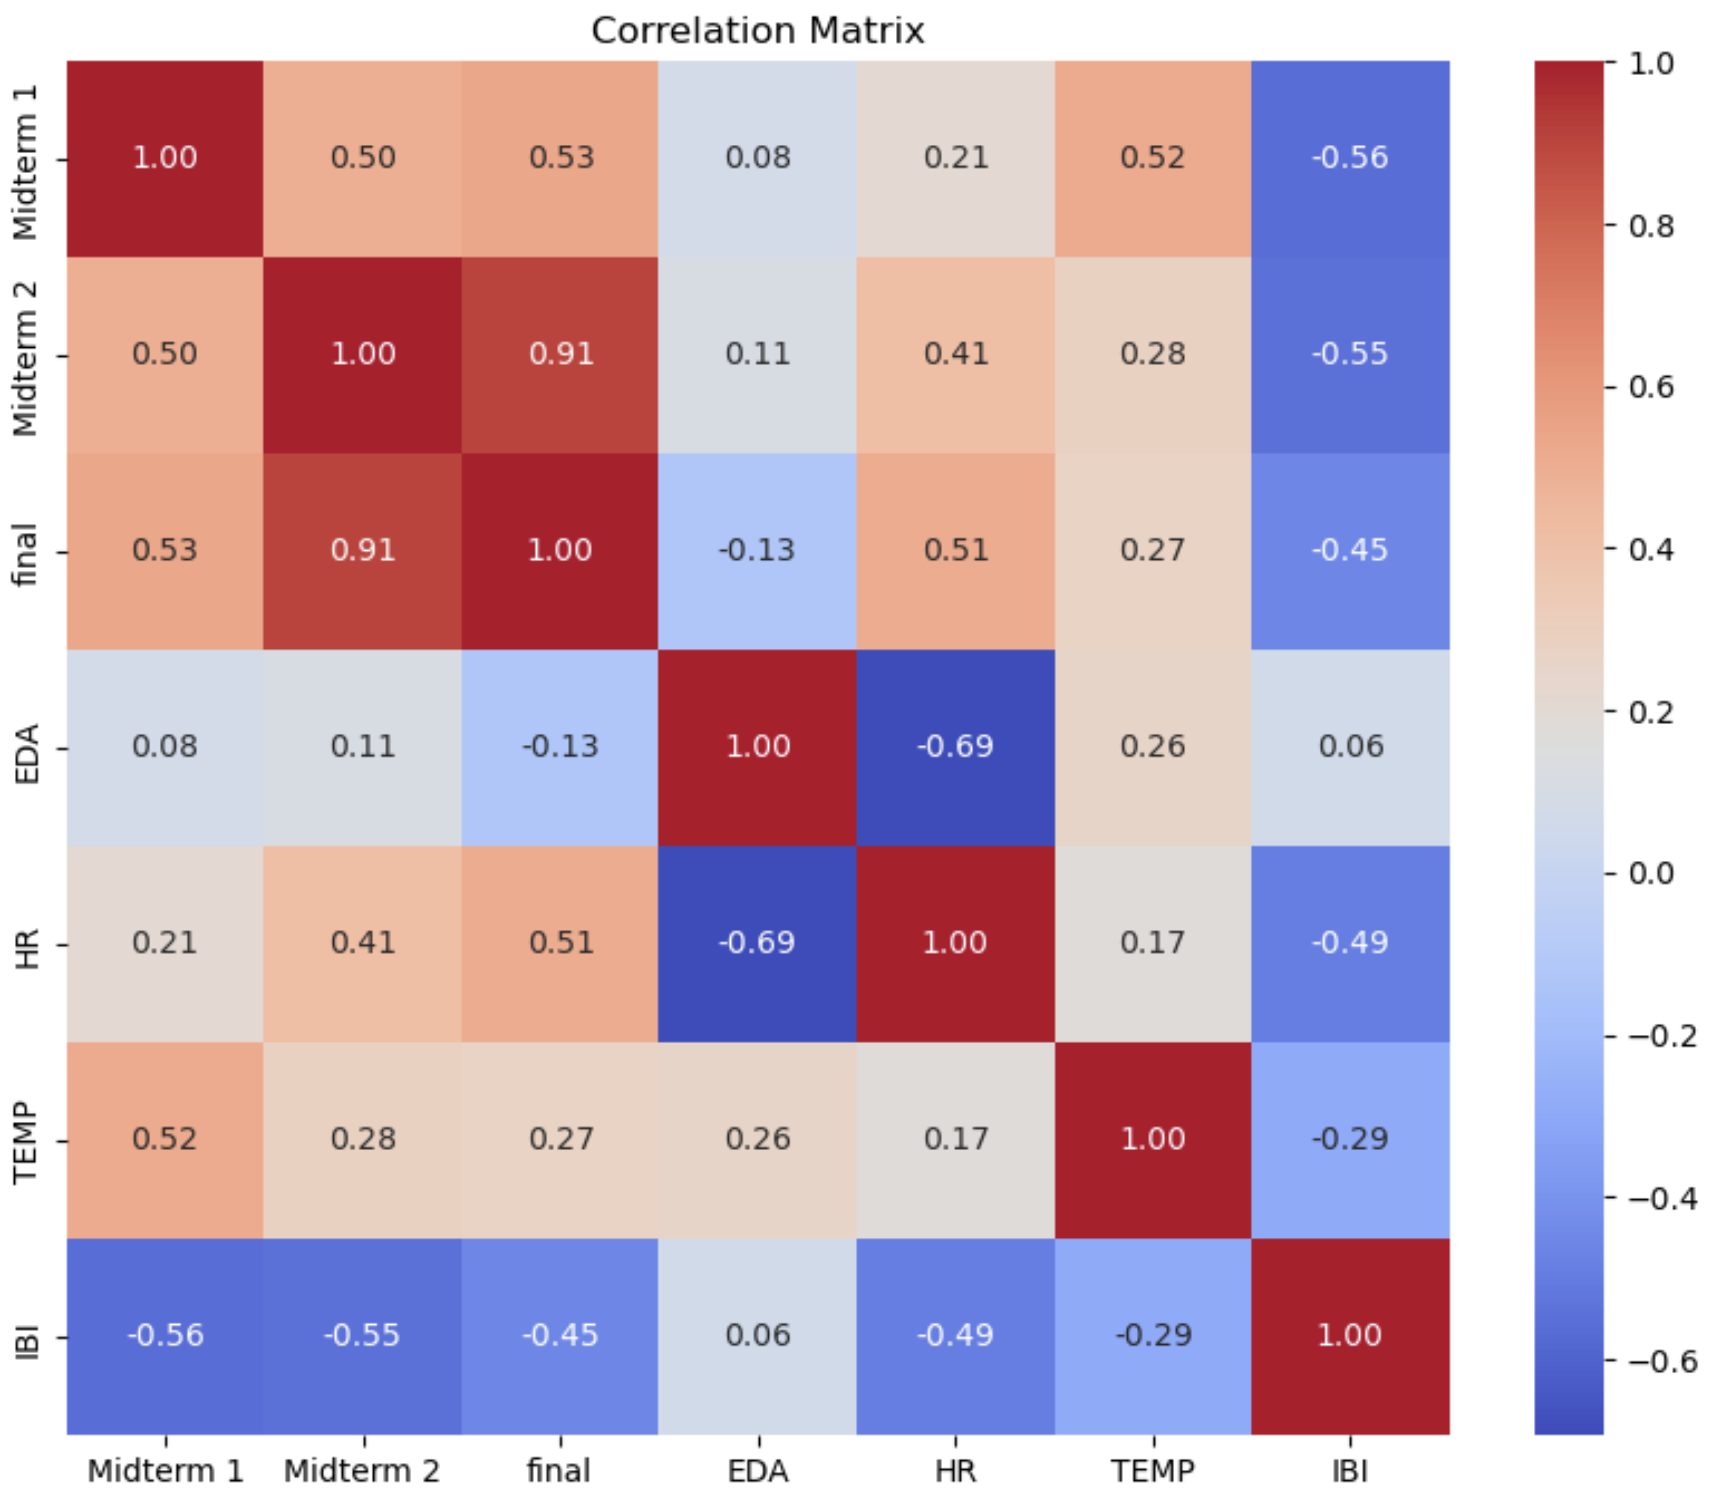 Correlation Matrix
Midterm 1 1.00 0.50 0.53 0.08 0.21 0.52 -0.56
Midterm 2 0.50 1.00 0.91 0.11 0.41 0.28 -0.55
final 0.53 0.91 1.00 -0.13 0.51 0.27 -0.45
EDA 0.08 0.11 -0.13 1.00 -0.69 0.26 0.06
HR 0.21 0.41 0.51 -0.69 1.00 0.17 -0.49
TEMP 0.52 0.28 0.27 0.26 0.17 1.00 -0.29
IBI -0.56 -0.55 -0.45 0.06 -0.49 -0.29 1.00
Midterm 1 Midterm 2 final EDA HR TEMP IBI
1.0
0.8
0.6
0.4
0.2
0.0
−0.2
−0.4
−0.6